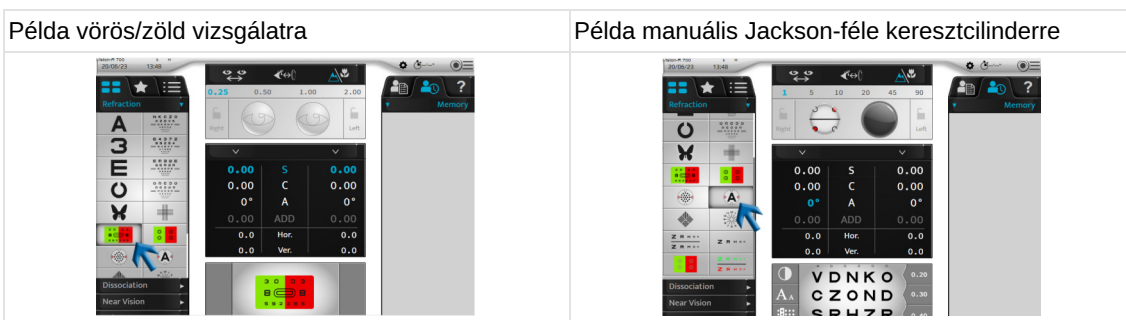 Példa vörös/zöld vizsgálatra
Vision-R 700
20/06/23 13:48
Refraction
Memory
?
0.25 0.50 1.00 2.00
Right
Left
A
3
E
A
0.00 S 0.00
0.00 C 0.00
0° A 0°
0.00 ADD 0.00
0.0 Hor. 0.0
0.0 Ver. 0.0
Dissociation
Near Vision
Példa manuális Jackson-féle keresztcilinderre
20/06/23 13:48
Refraction
Memory
?
1 5 10 20 45 90
Right
Left
A
0.00 S 0.00
0.00 C 0.00
0° A 0°
0.00 ADD 0.00
0.0 Hor. 0.0
0.0 Ver. 0.0
Dissociation
Near Vision
V D N K O 0.20
C Z O N D 0.30
S R H Z R 0.40